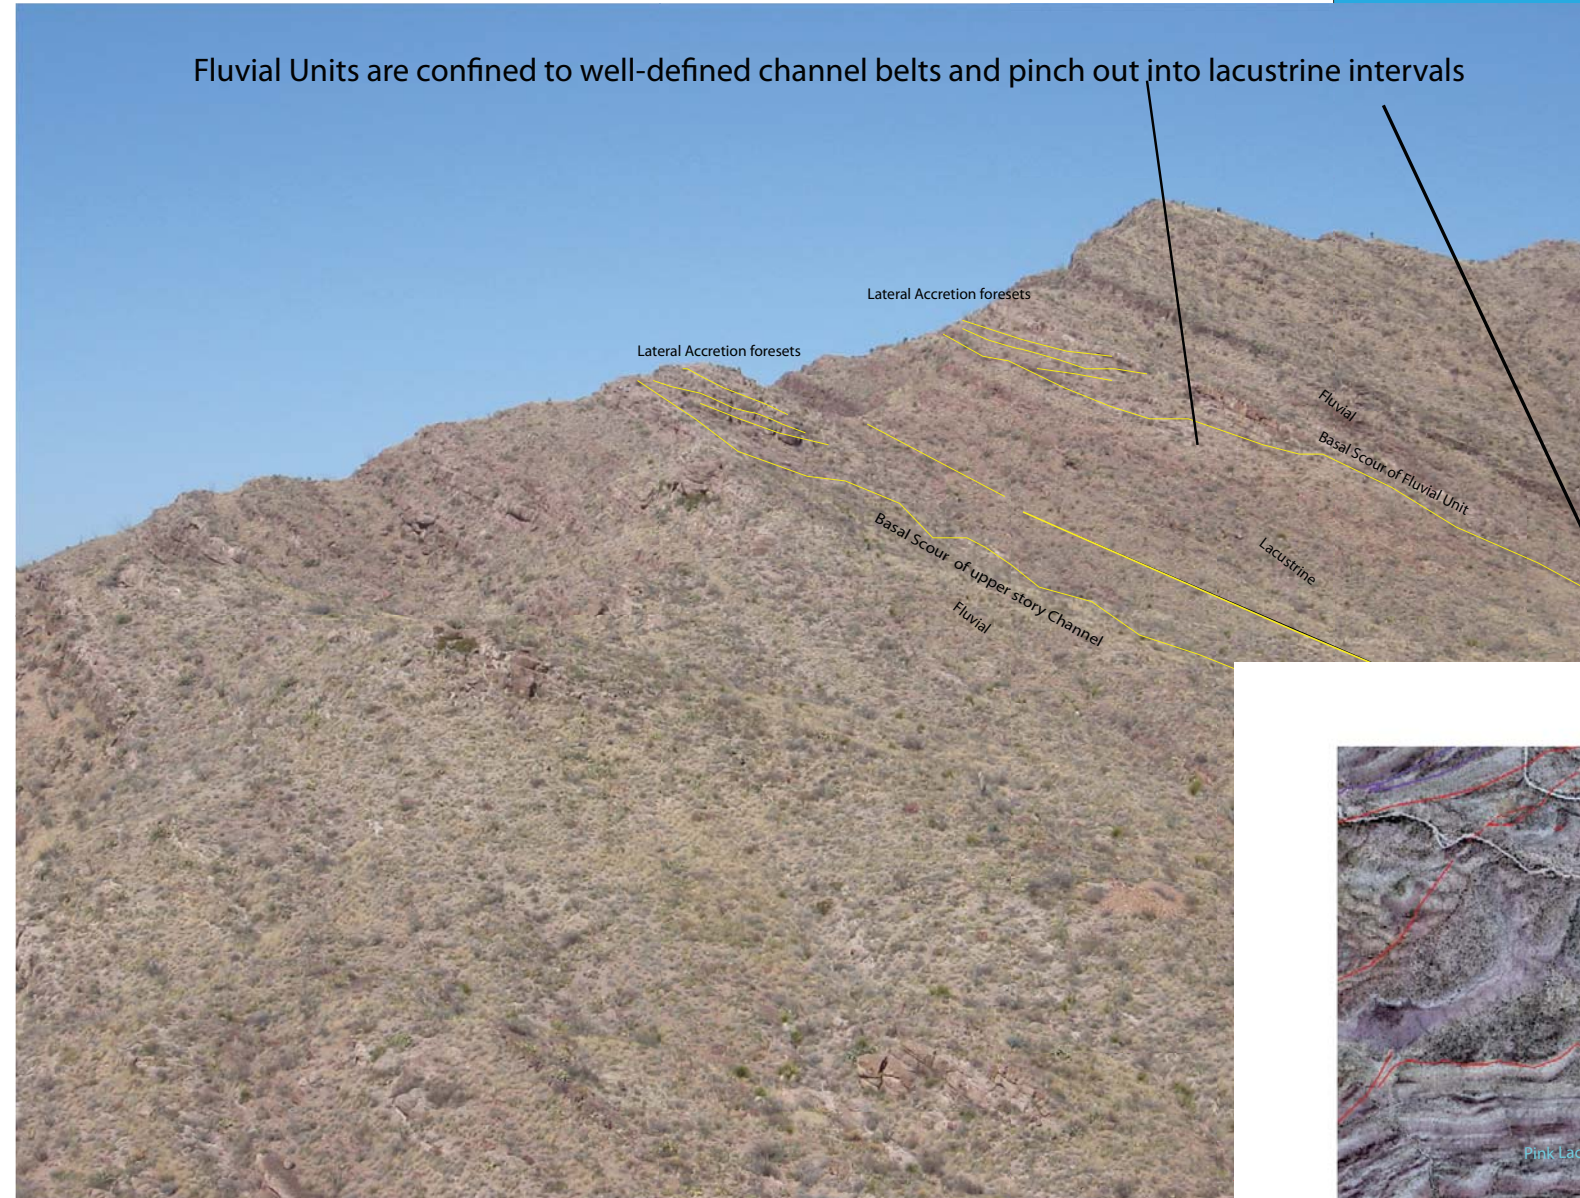 Fluvial Units are confined to well-defined channel belts and pinch out into lacustrine intervals
Lateral Accretion foresets
Lateral Accretion foresets
Fluvial
Basal Scour of Fluvial Unit
Basal Scour of upper story Channel
Lacustrine
Fluvial
Pink